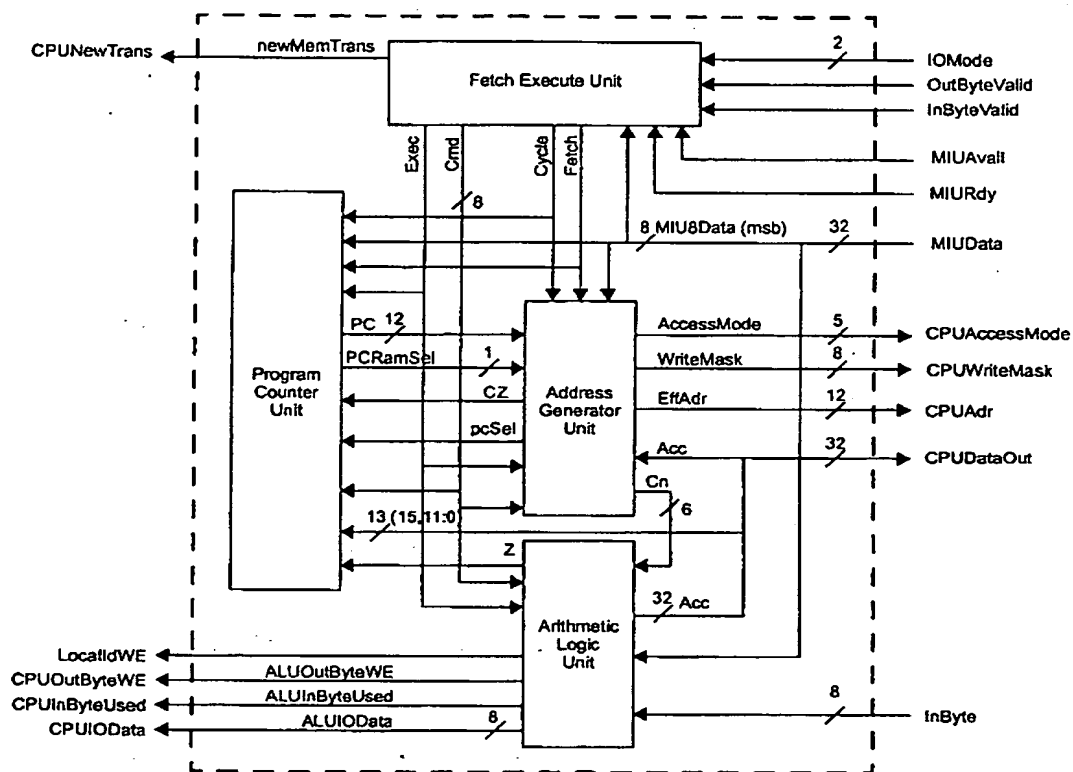 CPUNewTrans
newMemTrans
Fetch Execute Unit
2
IOMode
OutByteValid
InByteValid
Exec
Cmd
Cycle
Fetch
MIUAvail
MIURdy
8
8 MIU8Data (msb)
32
MIUData
PC
12
PCRamSel
1
CZ
pcSel
Program
Counter
Unit
Address
Generator
Unit
AccessMode
5
CPUAccessMode
WriteMask
8
CPUWriteMask
EffAdr
12
CPUAdr
Acc
32
CPUDataOut
Cn
6
13 (15,11:0)
Z
32
Acc
Arithmetic
Logic
Unit
LocalIdWE
CPUOutByteWE
ALUOutByteWE
CPUInByteUsed
ALUInByteUsed
CPUIOData
ALUIOData
8
8
InByte